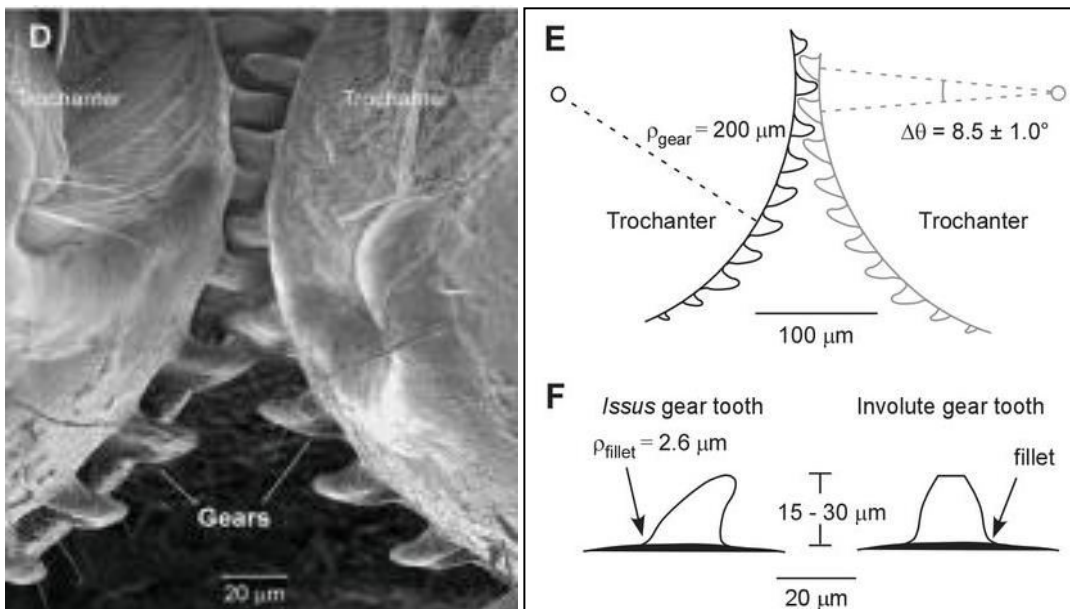 D
Trochanter
Trochanter
Gears
20 μm
E
ρgear = 200 μm
Δθ = 8.5 ± 1.0°
Trochanter
Trochanter
100 μm
F
Issus gear tooth
Involute gear tooth
ρfillet = 2.6 μm
fillet
15 - 30 μm
20 μm